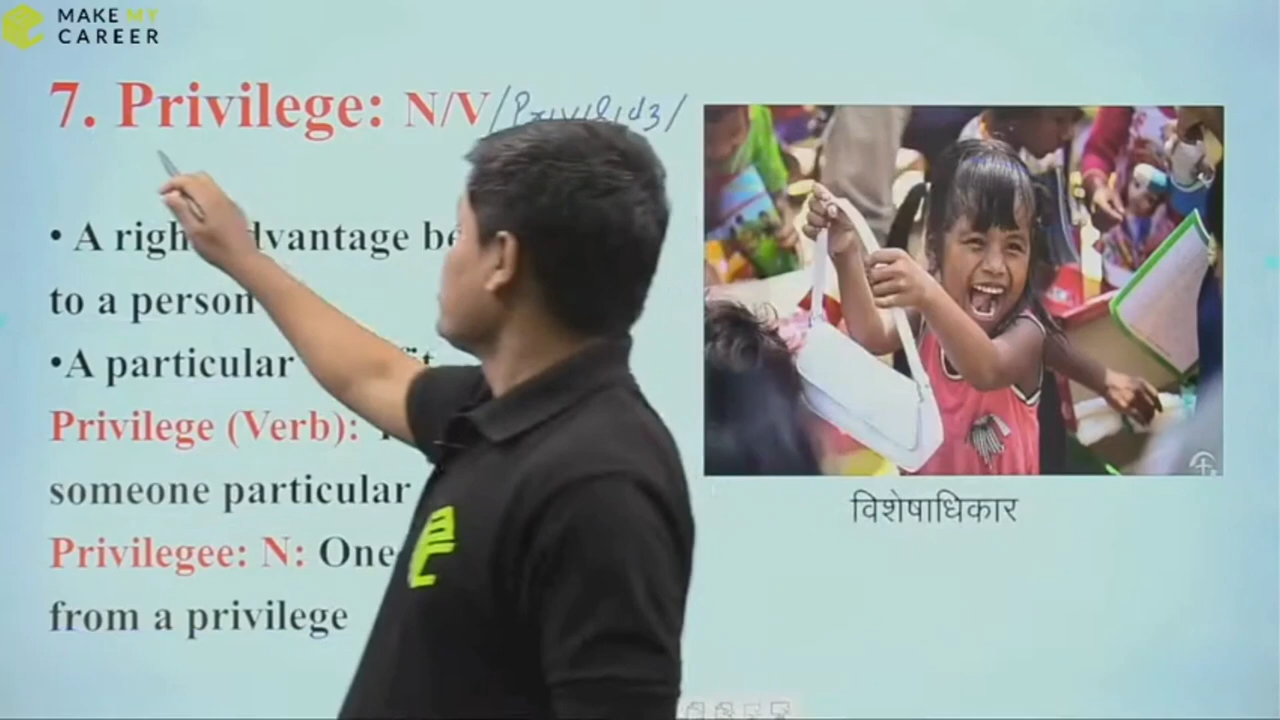 MAKE MY
CAREER
7. Privilege: N/V
• A righ dvantage be
to a person
•A particular
Privilege (Verb):
someone particular
Privilegee: N: One
from a privilege
विशेषाधिकार